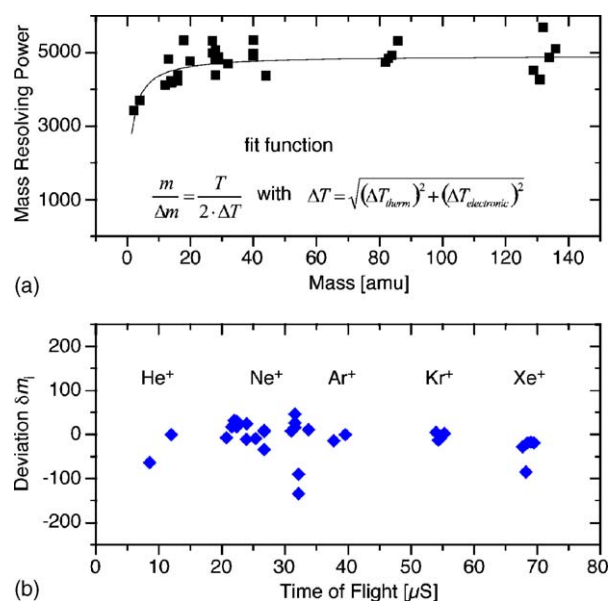 5000
Mass Resolving Power
3000
1000
fit function
m/Δm = T/(2·ΔT) with ΔT = √((ΔT_therm)² + (ΔT_electronic)²)
0 20 40 60 80 100 120 140
Mass [amu]
(a)
200
100
0
-100
-200
Deviation δm_i
He⁺ Ne⁺ Ar⁺ Kr⁺ Xe⁺
0 10 20 30 40 50 60 70 80
Time of Flight [µS]
(b)